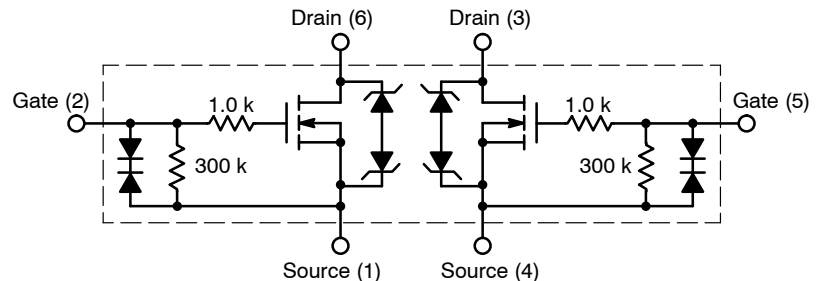 Drain (6)
Drain (3)
Gate (2)
1.0 k
1.0 k
Gate (5)
300 k
300 k
Source (1)
Source (4)